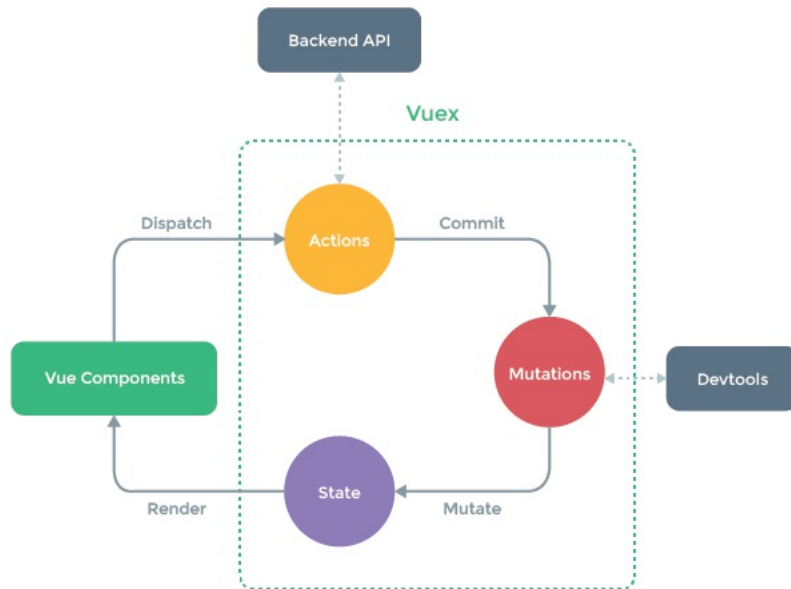 Backend API
Vuex
Dispatch
Actions
Commit
Vue Components
Mutations
Devtools
State
Render
Mutate